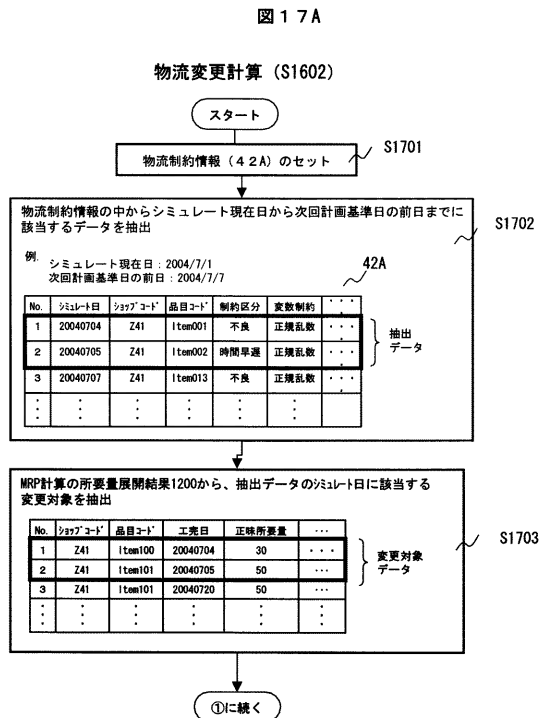 図17A
物流変更計算（S1602）
スタート
S1701
物流制約情報（42A）のセット
S1702
物流制約情報の中からシミュレート現在日から次回計画基準日の前日までに
該当するデータを抽出
例.
シミュレート現在日：2004/7/1
次回計画基準日の前日：2004/7/7
42A
No. ｼﾐｭﾚｰﾄ日 ｼｮｯﾌﾟｺｰﾄﾞ 品目ｺｰﾄﾞ 制約区分 変数制約 ・・・
1 20040704 Z41 Item001 不良 正規乱数 ・・・
2 20040705 Z41 Item002 時間早遅 正規乱数 ・・・
3 20040707 Z41 Item013 不良 正規乱数 ・・・
抽出
データ
S1703
MRP計算の所要量展開結果1200から、抽出データのｼﾐｭﾚｰﾄ日に該当する
変更対象を抽出
No. ｼｮｯﾌﾟｺｰﾄﾞ 品目ｺｰﾄﾞ 工完日 正味所要量 ・・・
1 Z41 Item100 20040704 30 ・・・
2 Z41 Item101 20040705 50 ・・・
3 Z41 Item101 20040720 50 ・・・
変更対象
データ
①に続く